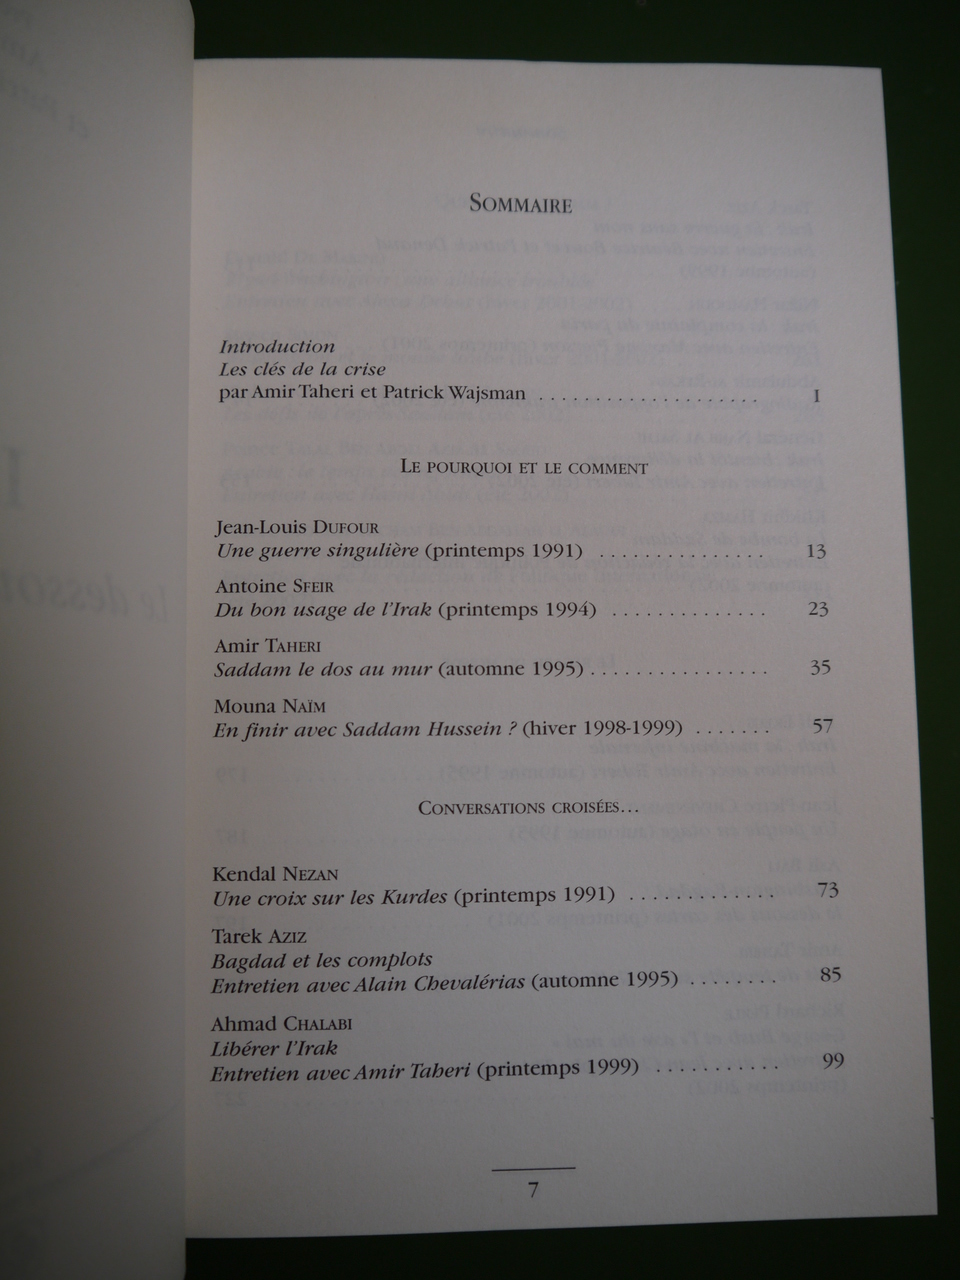 SOMMAIRE
Introduction
Les clés de la crise
par Amir Taheri et Patrick Wajsman . . . . . . . . . . . . . . . . . . . . I
LE POURQUOI ET LE COMMENT
Jean-Louis DUFOUR
Une guerre singulière (printemps 1991) . . . . . . . . . . . . . . . 13
Antoine SFEIR
Du bon usage de l'Irak (printemps 1994) . . . . . . . . . . . . . . 23
Amir TAHERI
Saddam le dos au mur (automne 1995) . . . . . . . . . . . . . . . . 35
Mouna NAÏM
En finir avec Saddam Hussein ? (hiver 1998-1999) . . . . . . . 57
CONVERSATIONS CROISÉES...
Kendal NEZAN
Une croix sur les Kurdes (printemps 1991) . . . . . . . . . . . . . 73
Tarek AZIZ
Bagdad et les complots
Entretien avec Alain Chevalérias (automne 1995) . . . . . . . . 85
Ahmad CHALABI
Libérer l'Irak
Entretien avec Amir Taheri (printemps 1999) . . . . . . . . . . . 99
7